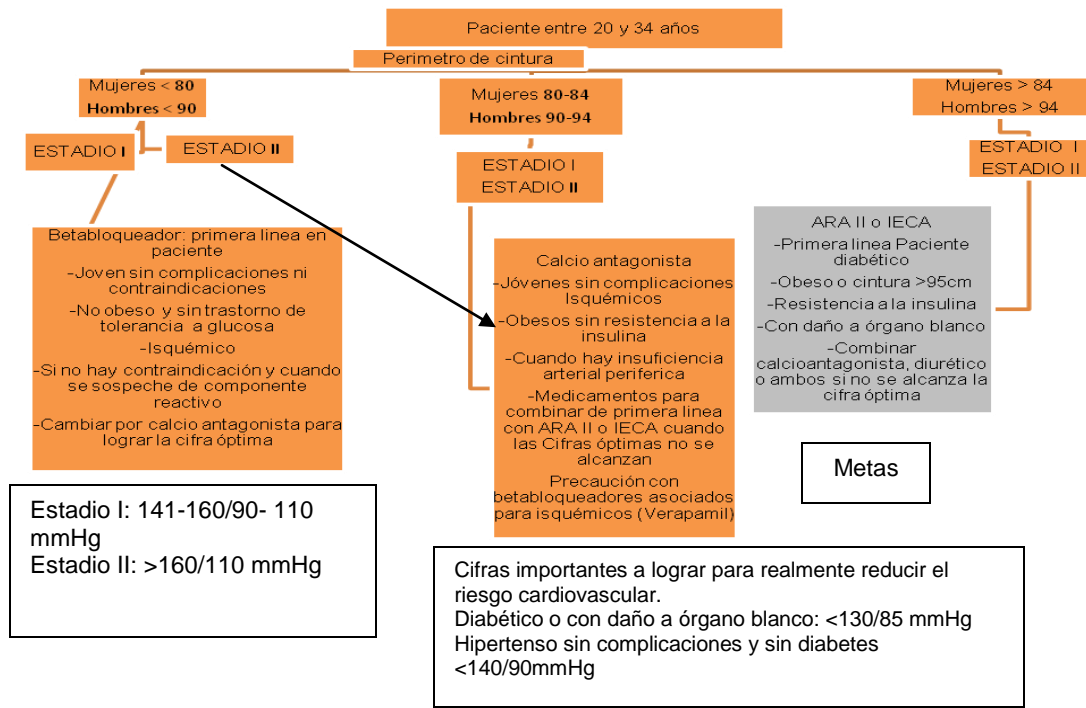 Paciente entre 20 y 34 años
Perimetro de cintura
Mujeres < 80
Hombres < 90
ESTADIO I
ESTADIO II
Betabloqueador: primera linea en
paciente
-Joven sin complicaciones ni
contraindicaciones
-No obeso y sin trastorno de
tolerancia a glucosa
-Isquémico
-Si no hay contraindicación y cuando
se sospeche de componente
reactivo
-Cambiar por calcio antagonista para
lograr la cifra óptima
Mujeres 80-84
Hombres 90-94
ESTADIO I
ESTADIO II
Calcio antagonista
-Jóvenes sin complicaciones
Isquémicos
-Obesos sin resistencia a la
insulina
-Cuando hay insuficiencia
arterial periferica
-Medicamentos para
combinar de primera linea
con ARA II o IECA cuando
las Cifras óptimas no se
alcanzan
Precaución con
betabloqueadores asociados
para isquémicos (Verapamil)
Mujeres > 84
Hombres > 94
ESTADIO I
ESTADIO II
ARA II o IECA
-Primera linea Paciente
diabético
-Obeso o cintura >95cm
-Resistencia a la insulina
-Con daño a órgano blanco
-Combinar
calcioantagonista, diurético
o ambos si no se alcanza la
cifra óptima
Metas
Estadio I: 141-160/90- 110
mmHg
Estadio II: >160/110 mmHg
Cifras importantes a lograr para realmente reducir el
riesgo cardiovascular.
Diabético o con daño a órgano blanco: <130/85 mmHg
Hipertenso sin complicaciones y sin diabetes
<140/90mmHg